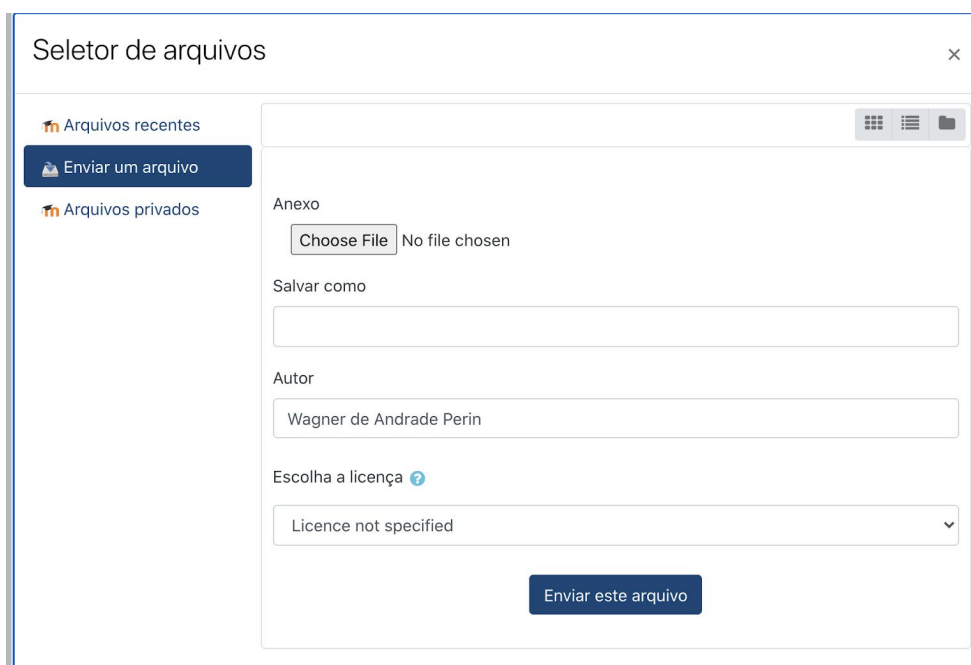 Seletor de arquivos
×
Arquivos recentes
Enviar um arquivo
Arquivos privados
Anexo
Choose File No file chosen
Salvar como
Autor
Wagner de Andrade Perin
Escolha a licença ?
Licence not specified
Enviar este arquivo